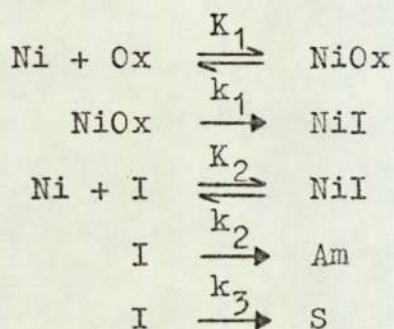 Ni + Ox K₁ ⇌ NiOx
NiOx k₁ → NiI
Ni + I K₂ ⇌ NiI
I k₂ → Am
I k₃ → S